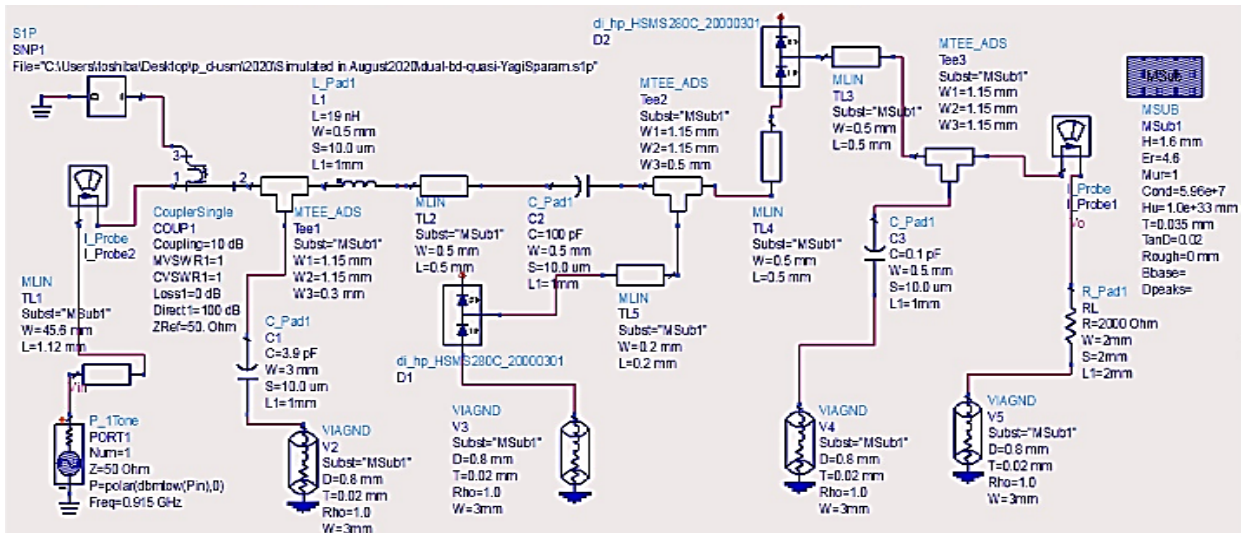 S1P
SNP1
File="C:\Users\toshiba\Desktop\p_d-usm\2020\Simulated in August2020\dual-bd-quasi-YagiSparam.s1p"
3
1
2
I_Probe
I_Probe2
CouplerSingle
COUP1
Coupling=10 dB
MVSWR1=1
CVSWR1=1
Loss1=0 dB
Direct1=100 dB
ZRef=50. Ohm
MLIN
TL1
Subst="MSub1"
W=45.6 mm
L=1.12 mm
Vin
P_1Tone
PORT1
Num=1
Z=50 Ohm
P=polar(dbmtow(Pin),0)
Freq=0.915 GHz
L_Pad1
L1
L=19 nH
W=0.5 mm
S=10.0 um
L1=1mm
MTEE_ADS
Tee1
Subst="MSub1"
W1=1.15 mm
W2=1.15 mm
W3=0.3 mm
C_Pad1
C1
C=3.9 pF
W=3 mm
S=10.0 um
L1=1mm
VIAGND
V2
Subst="MSub1"
D=0.8 mm
T=0.02 mm
Rho=1.0
W=3mm
MLIN
TL2
Subst="MSub1"
W=0.5 mm
L=0.5 mm
di_hp_HSMS280C_20000301
D1
VIAGND
V3
Subst="MSub1"
D=0.8 mm
T=0.02 mm
Rho=1.0
W=3mm
C_Pad1
C2
C=100 pF
W=0.5 mm
S=10.0 um
L1=1mm
MTEE_ADS
Tee2
Subst="MSub1"
W1=1.15 mm
W2=1.15 mm
W3=0.5 mm
MLIN
TL5
Subst="MSub1"
W=0.2 mm
L=0.2 mm
di_hp_HSMS280C_20000301
D2
MLIN
TL4
Subst="MSub1"
W=0.5 mm
L=0.5 mm
MLIN
TL3
Subst="MSub1"
W=0.5 mm
L=0.5 mm
MTEE_ADS
Tee3
Subst="MSub1"
W1=1.15 mm
W2=1.15 mm
W3=1.15 mm
C_Pad1
C3
C=0.1 pF
W=0.5 mm
S=10.0 um
L1=1mm
VIAGND
V4
Subst="MSub1"
D=0.8 mm
T=0.02 mm
Rho=1.0
W=3mm
I_Probe
I_Probe1
Vo
R_Pad1
RL
R=2000 Ohm
W=2mm
S=2mm
L1=2mm
VIAGND
V5
Subst="MSub1"
D=0.8 mm
T=0.02 mm
Rho=1.0
W=3mm
MSub
MSUB
MSub1
H=1.6 mm
Er=4.6
Mur=1
Cond=5.96e+7
Hu=1.0e+33 mm
T=0.035 mm
TanD=0.02
Rough=0 mm
Bbase=
Dpeaks=